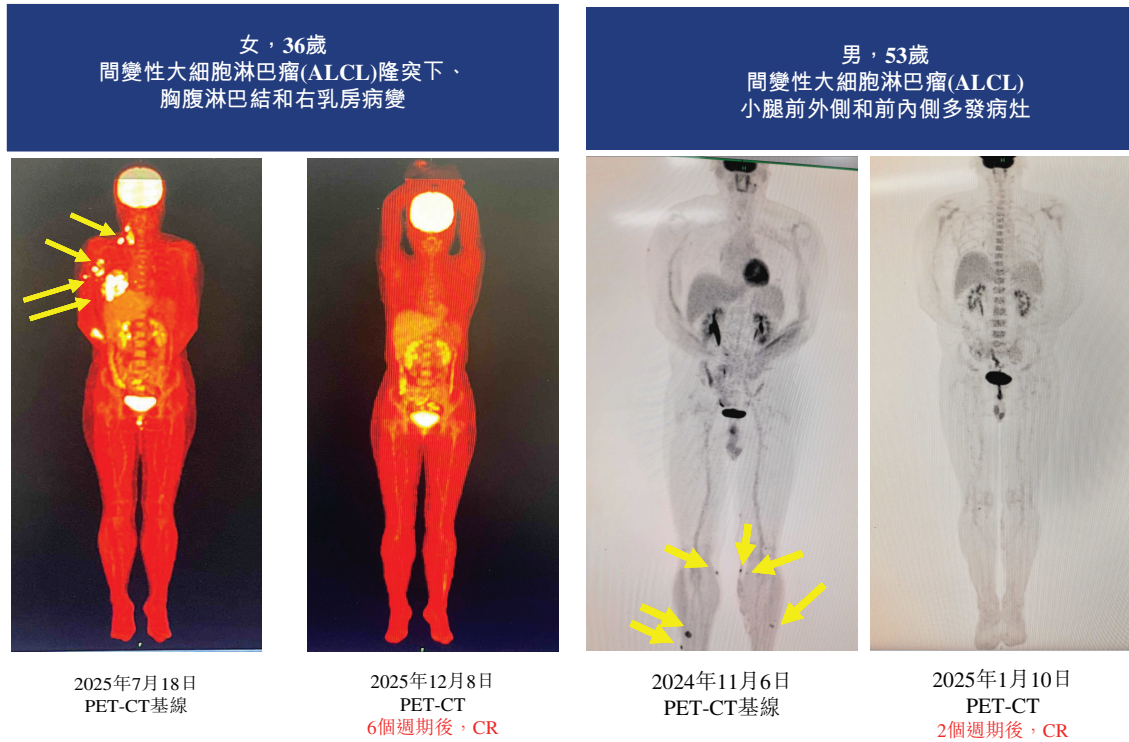 女，36歲
間變性大細胞淋巴瘤(ALCL)隆突下、
胸腹淋巴結和右乳房病變
男，53歲
間變性大細胞淋巴瘤(ALCL)
小腿前外側和前內側多發病灶
2025年7月18日
PET-CT基線
2025年12月8日
PET-CT
6個週期後，CR
2024年11月6日
PET-CT基線
2025年1月10日
PET-CT
2個週期後，CR